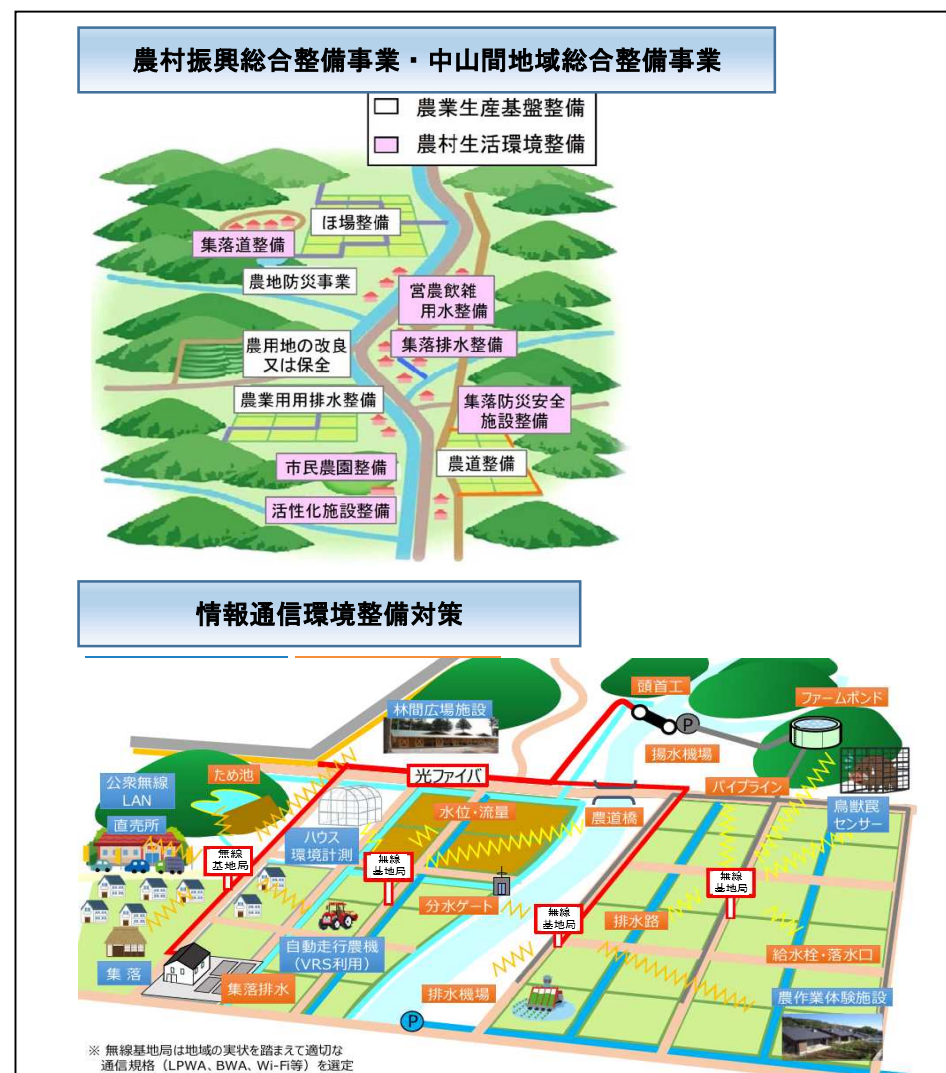 農村振興総合整備事業・中山間地域総合整備事業
農業生産基盤整備
農村生活環境整備
ほ場整備
集落道整備
農地防災事業
営農飲雑
用水整備
集落排水整備
農用地の改良
又は保全
農業用用排水整備
集落防災安全
施設整備
市民農園整備
農道整備
活性化施設整備
情報通信環境整備対策
頭首工
ファームポンド
林間広場施設
P
揚水機場
公衆無線
LAN
ため池
光ファイバ
パイプライン
直売所
ハウス
環境計測
水位・流量
農道橋
鳥獣罠
センサー
無線
基地局
無線
基地局
無線
基地局
分水ゲート
無線
基地局
排水路
自動走行農機
(VRS利用)
集落
集落排水
排水機場
給水栓・落水口
農作業体験施設
P
※ 無線基地局は地域の実状を踏まえて適切な
通信規格（LPWA、BWA、Wi-Fi等）を選定